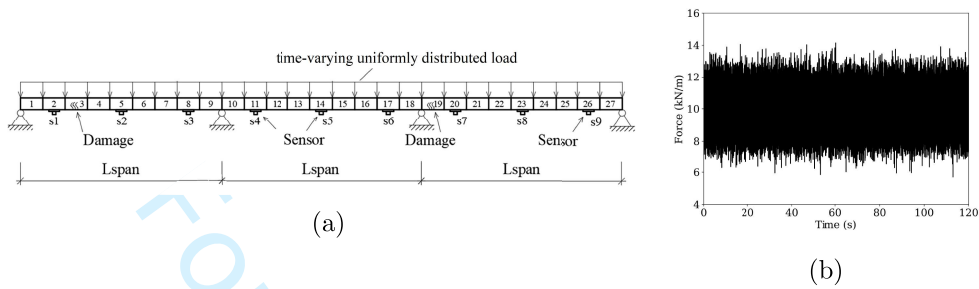 time-varying uniformly distributed load
1 2 3 4 5 6 7 8 9 10 11 12 13 14 15 16 17 18 19 20 21 22 23 24 25 26 27
s1 s2 s3 s4 s5 s6 s7 s8 s9
Damage Sensor Damage Sensor
Lspan Lspan Lspan
(a)
16
14
12
10
8
6
4
Force (kN/m)
0 20 40 60 80 100 120
Time (s)
(b)
Fo